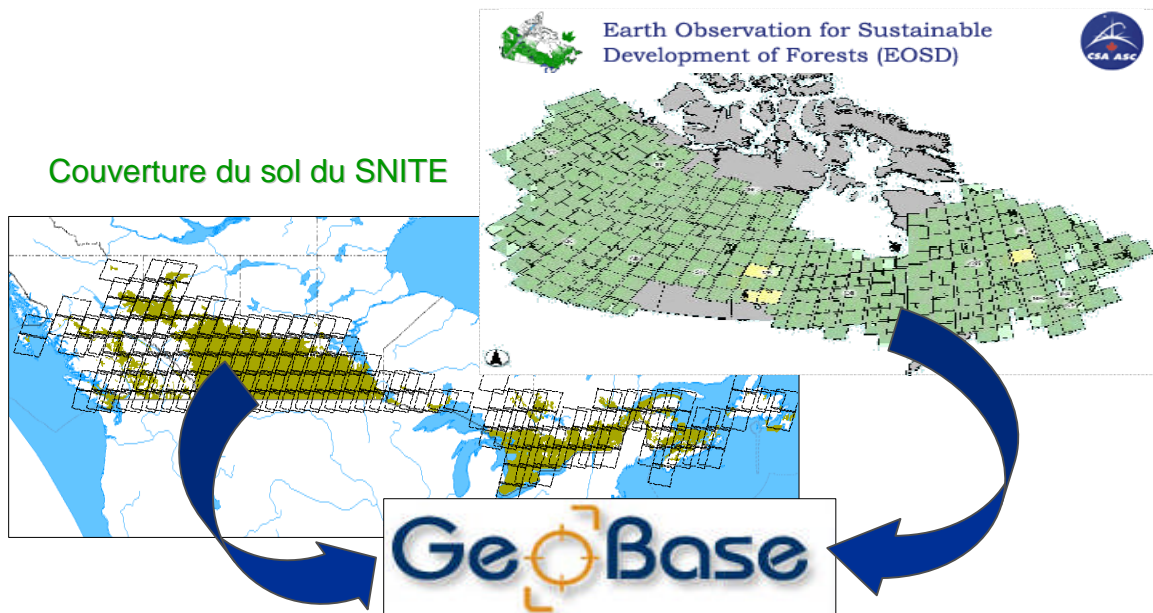 Earth Observation for Sustainable
Development of Forests (EOSD)
CSA ASC
Couverture du sol du SNITE
GeoBase